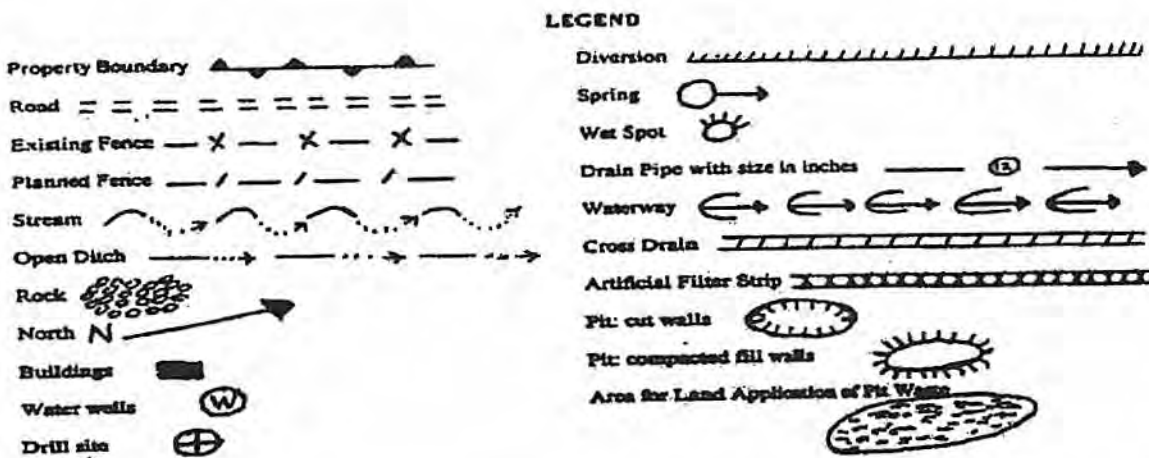 LEGEND
Property Boundary
Road
Existing Fence
Planned Fence
Stream
Open Ditch
Rock
North N
Buildings
Water wells W
Drill site
Diversion
Spring
Wet Spot
Drain Pipe with size in inches 12
Waterway
Cross Drain
Artificial Filter Strip
Pit: cut walls
Pit: compacted fill walls
Area for Land Application of Pit Waste